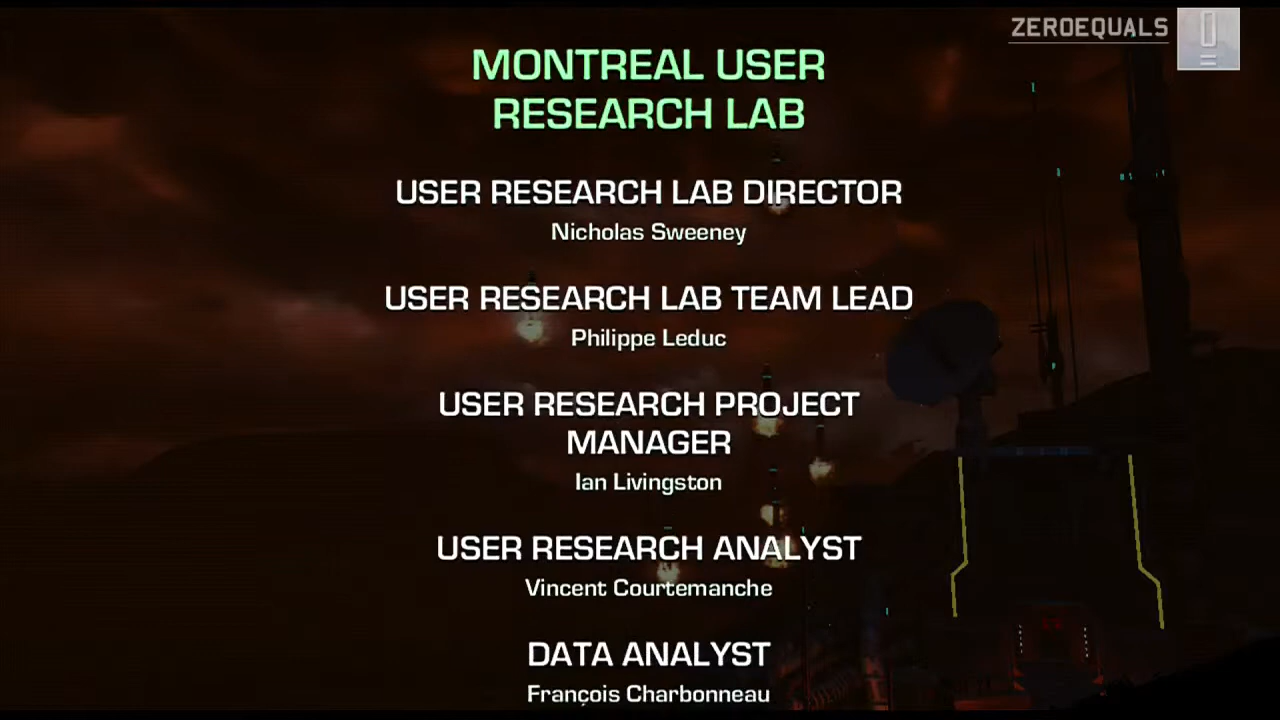 ZEROEQUALS
MONTREAL USER
RESEARCH LAB
USER RESEARCH LAB DIRECTOR
Nicholas Sweeney
USER RESEARCH LAB TEAM LEAD
Philippe Leduc
USER RESEARCH PROJECT
MANAGER
Ian Livingston
USER RESEARCH ANALYST
Vincent Courtemanche
DATA ANALYST
François Charbonneau